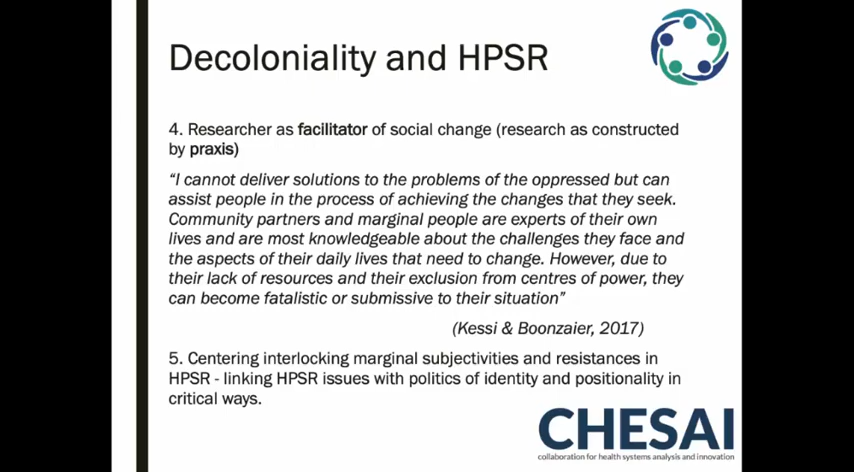 Decoloniality and HPSR
4. Researcher as facilitator of social change (research as constructed
by praxis)
“I cannot deliver solutions to the problems of the oppressed but can
assist people in the process of achieving the changes that they seek.
Community partners and marginal people are experts of their own
lives and are most knowledgeable about the challenges they face and
the aspects of their daily lives that need to change. However, due to
their lack of resources and their exclusion from centres of power, they
can become fatalistic or submissive to their situation”
(Kessi & Boonzaier, 2017)
5. Centering interlocking marginal subjectivities and resistances in
HPSR - linking HPSR issues with politics of identity and positionality in
critical ways.
CHESAI
collaboration for health systems analysis and innovation